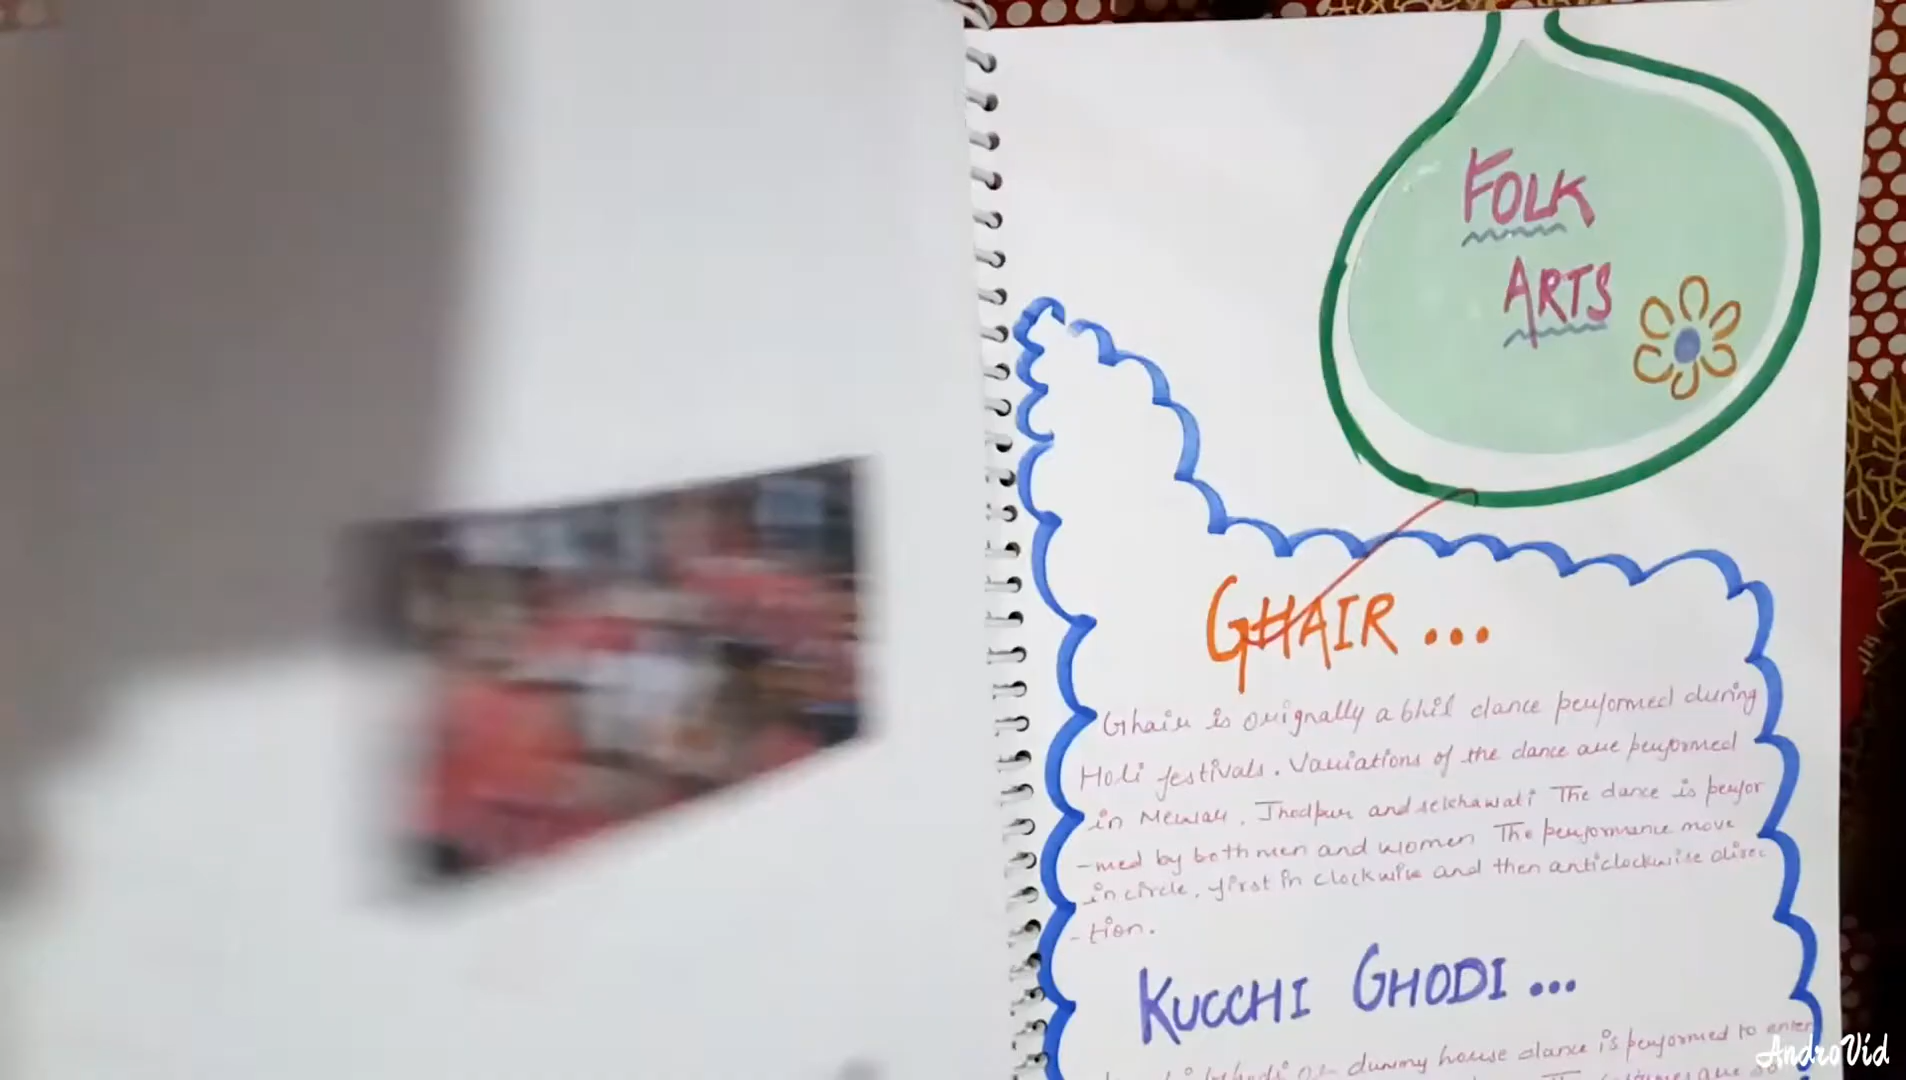 FOLK
ARTS
GHAIR...
Ghair is orignally a bhil dance performed during
Holi festivals. Variations of the dance are performed
in Mewar, Jhodpur and sekhawati The dance is perfor
-med by both men and women The performance move
in circle, first in clockwise and then anticlockwise direc
-tion.
KUCCHI GHODI...
dummy horse dance is performed to enter
AndroVid